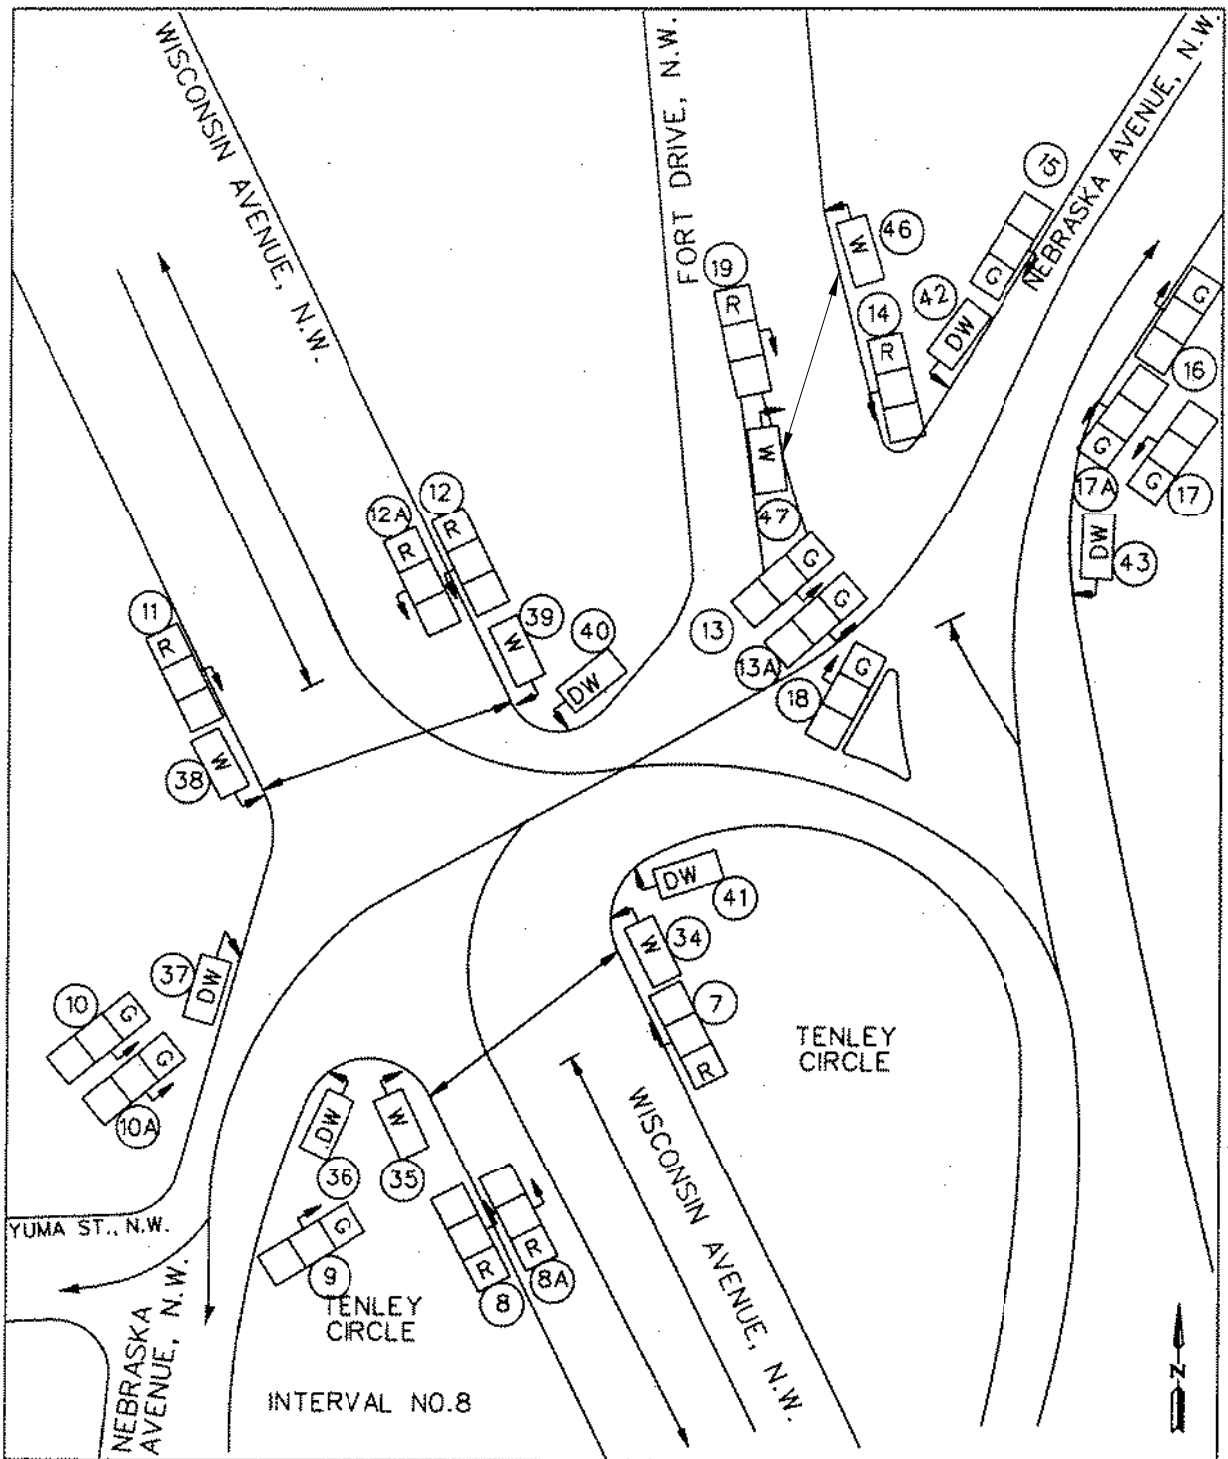 WISCONSIN AVENUE, N.W.
FORT DRIVE, N.W.
NEBRASKA AVENUE, N.W.
15
46
W
19
R
42
G
14
DW
R
G
16
12
12A
R
R
W
47
G
17A
G
17
DW
43
11
R
39
W
40
DW
G
13
G
13A
G
18
W
38
DW
41
W
34
37
DW
10
G
7
G
10A
R
TENLEY
CIRCLE
DW
W
36
35
WISCONSIN AVENUE, N.W.
YUMA ST., N.W.
G
9
R
8
R
8A
TENLEY
CIRCLE
NEBRASKA
AVENUE, N.W.
INTERVAL NO.8
N